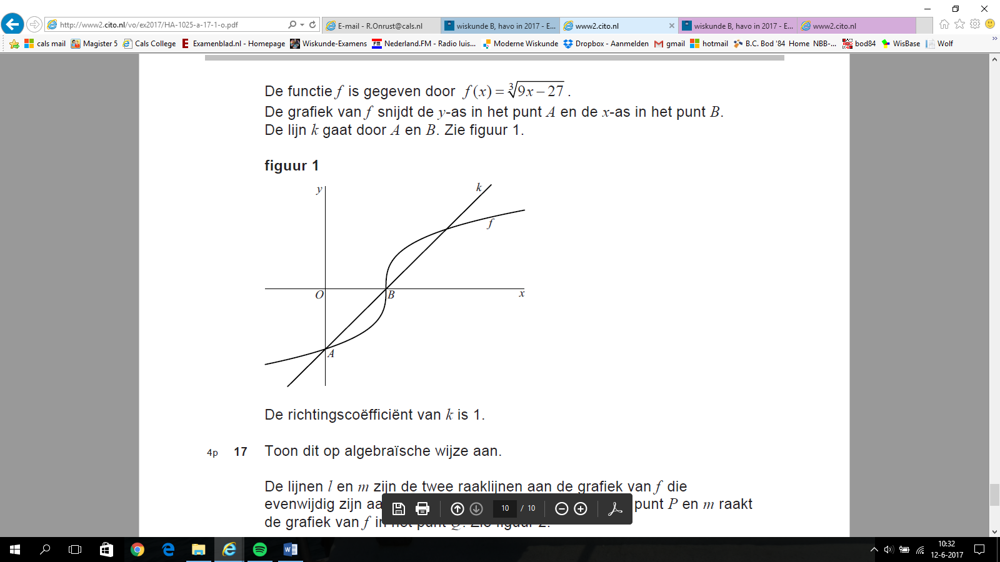 http://www2.cito.nl/vo/ex2017/HA-1025-a-17-1-o.pdf
E-mail - R.Onrust@cals.nl
wiskunde B, havo in 2017 - E...
www2.cito.nl
wiskunde B, havo in 2017 - E...
www2.cito.nl
cals mail
Magister 5
Cals College
Examenblad.nl - Homepage
Wiskunde-Examens
Nederland.FM - Radio luis...
Moderne Wiskunde
Dropbox - Aanmelden
gmail
hotmail
B.C. Bod '84 Home NBB-...
bod84
WisBase
Wolf
De functie f is gegeven door f(x) = ∛(9x − 27) .
De grafiek van f snijdt de y-as in het punt A en de x-as in het punt B.
De lijn k gaat door A en B. Zie figuur 1.
figuur 1
y
k
f
O
B
x
A
De richtingscoëfficiënt van k is 1.
4p 17 Toon dit op algebraïsche wijze aan.
De lijnen l en m zijn de twee raaklijnen aan de grafiek van f die
evenwijdig zijn punt P en m raakt
de grafiek van f
10 / 10
10:32
12-6-2017